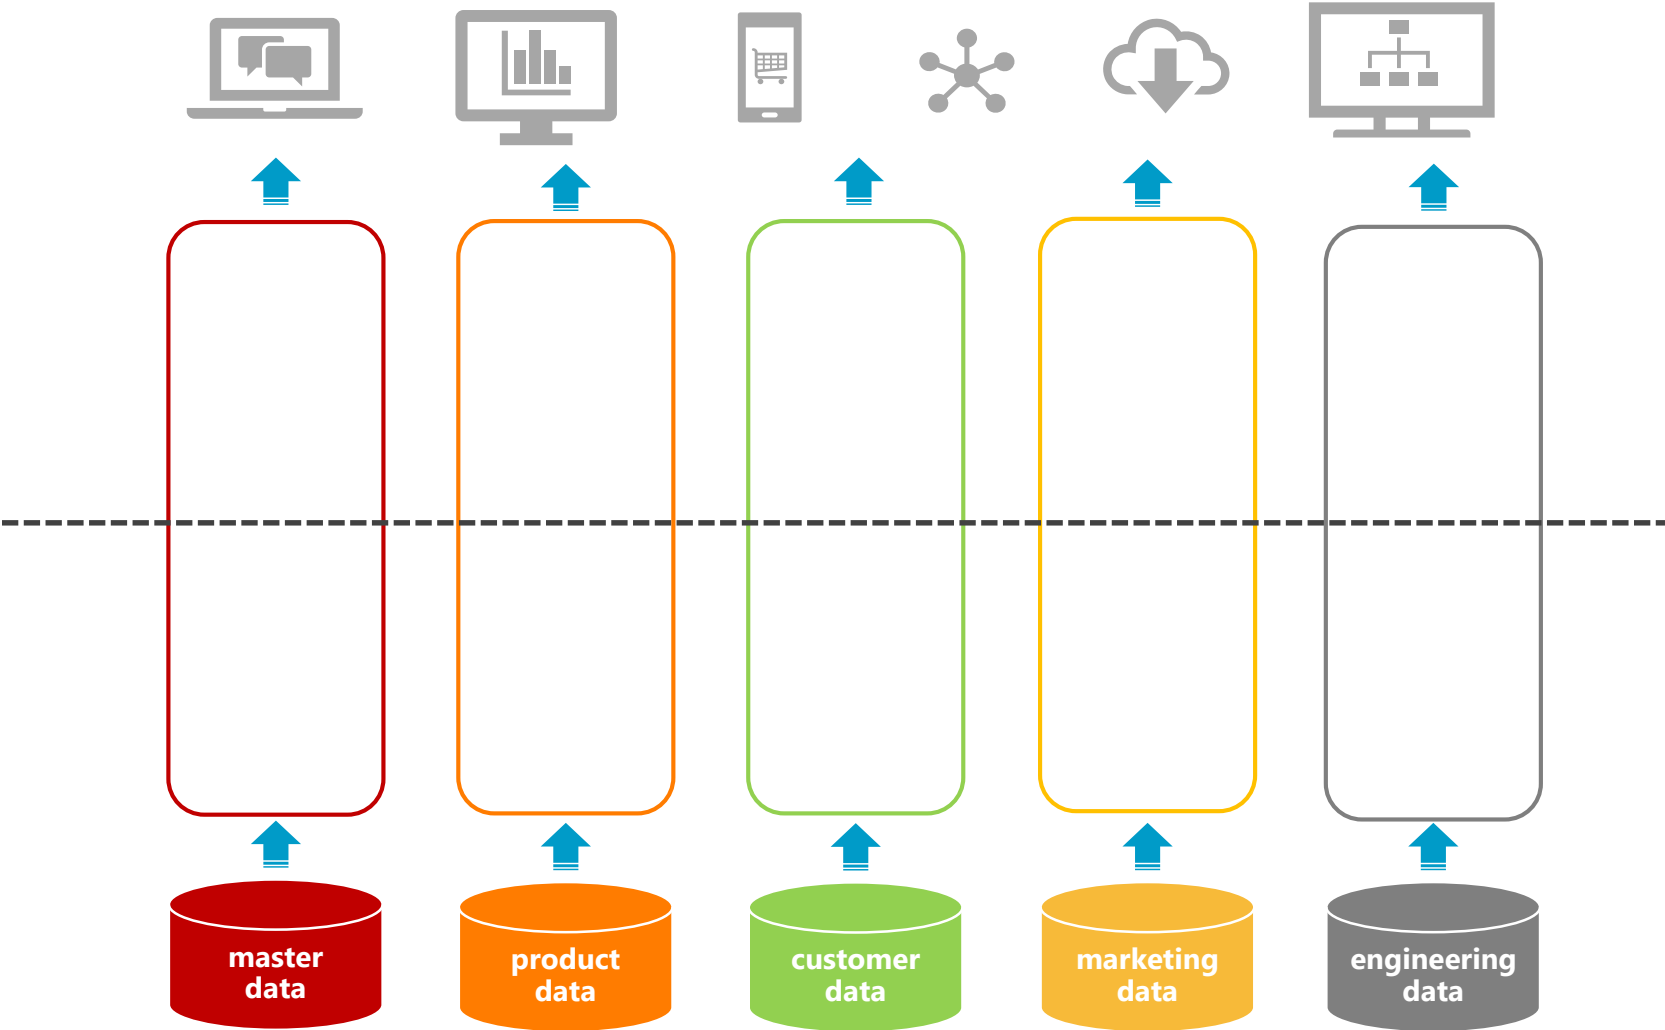 master
data
product
data
customer
data
marketing
data
engineering
data